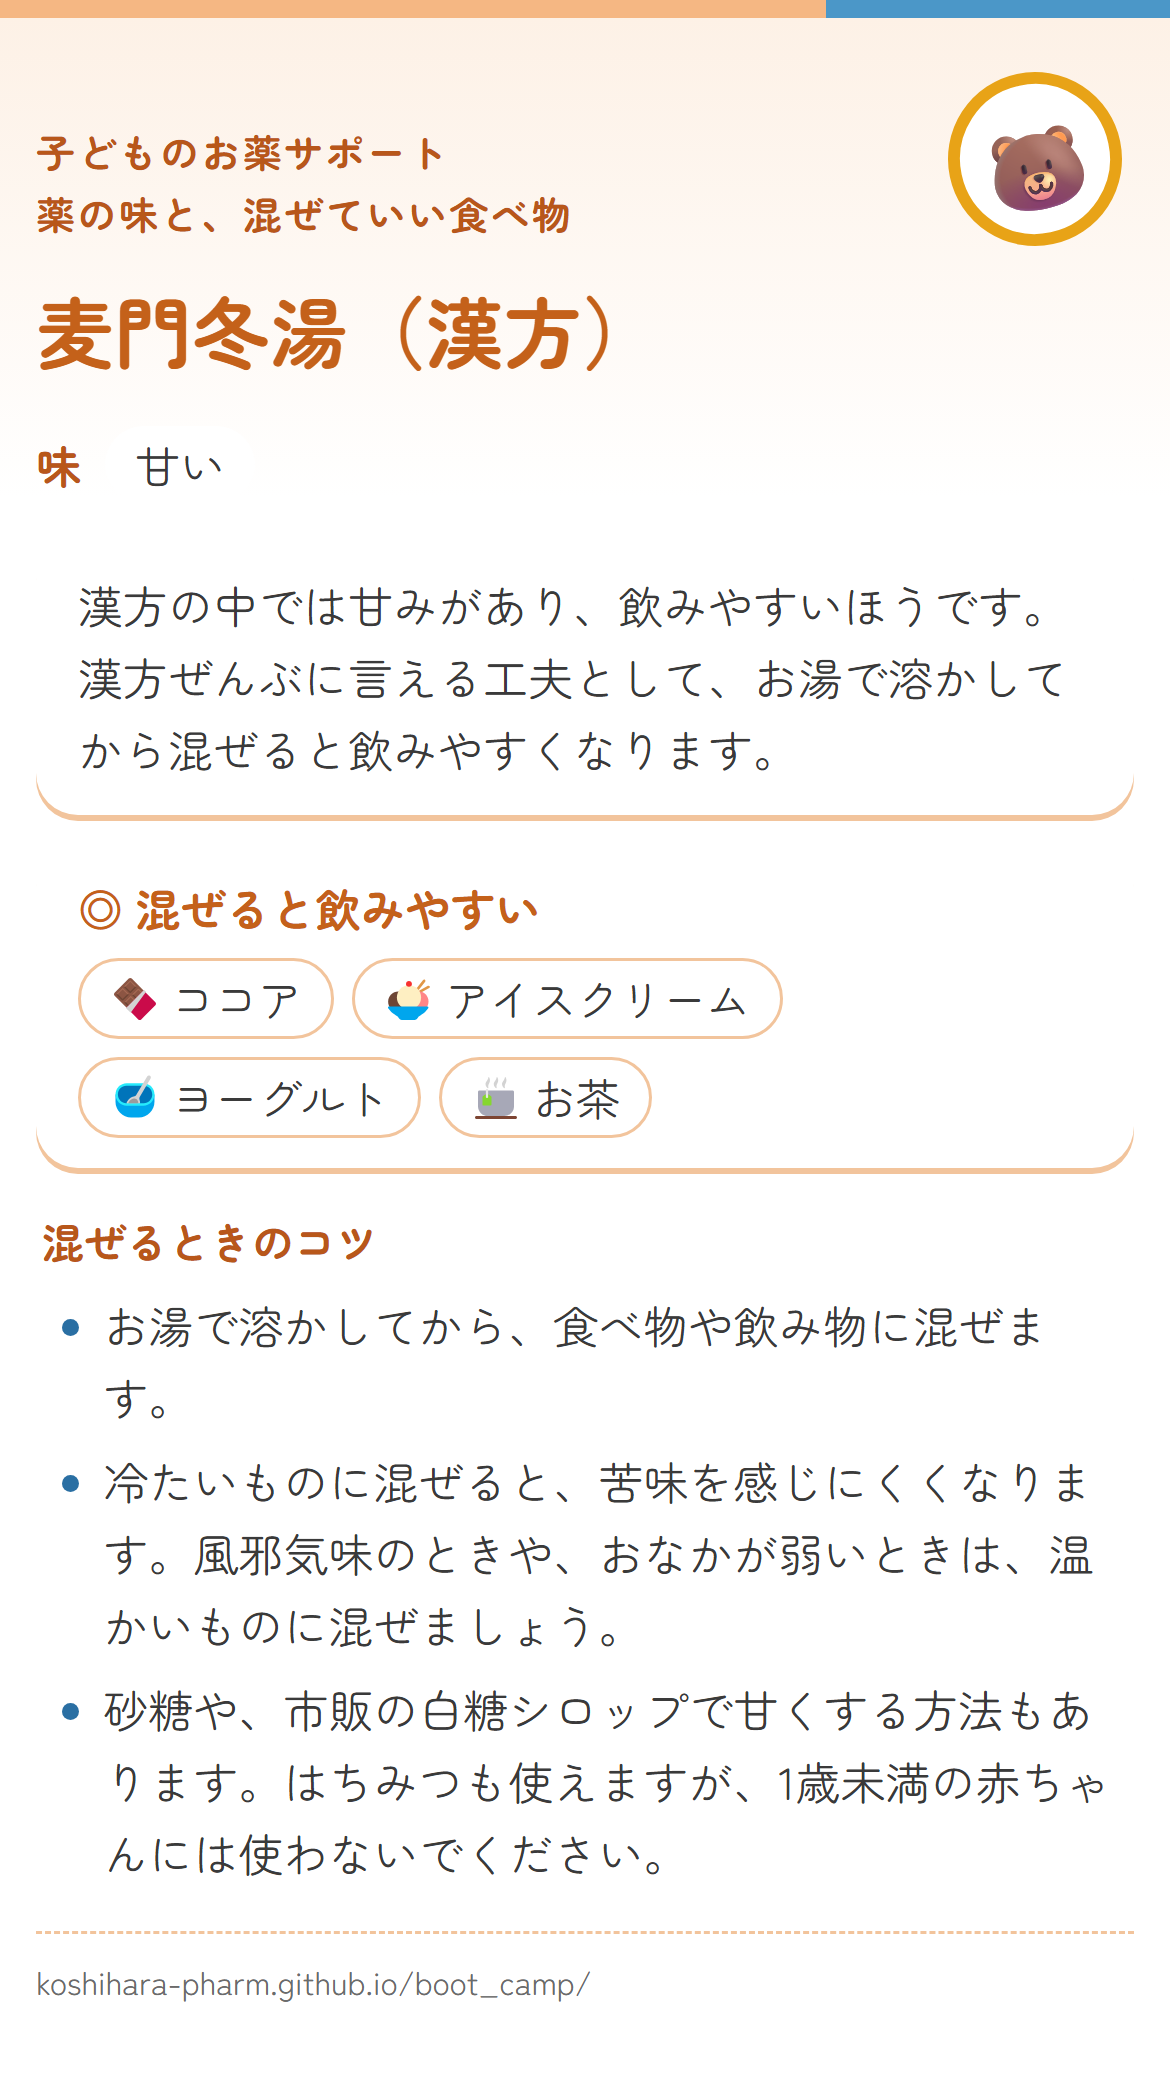 子どものお薬サポート
薬の味と、混ぜていい食べ物
麦門冬湯（漢方）
味 甘い
漢方の中では甘みがあり、飲みやすいほうです。
漢方ぜんぶに言える工夫として、お湯で溶かして
から混ぜると飲みやすくなります。
◎ 混ぜると飲みやすい
ココア アイスクリーム
ヨーグルト お茶
混ぜるときのコツ
お湯で溶かしてから、食べ物や飲み物に混ぜま
す。
冷たいものに混ぜると、苦味を感じにくくなりま
す。風邪気味のときや、おなかが弱いときは、温
かいものに混ぜましょう。
砂糖や、市販の白糖シロップで甘くする方法もあ
ります。はちみつも使えますが、1歳未満の赤ちゃ
んには使わないでください。
koshihara-pharm.github.io/boot_camp/